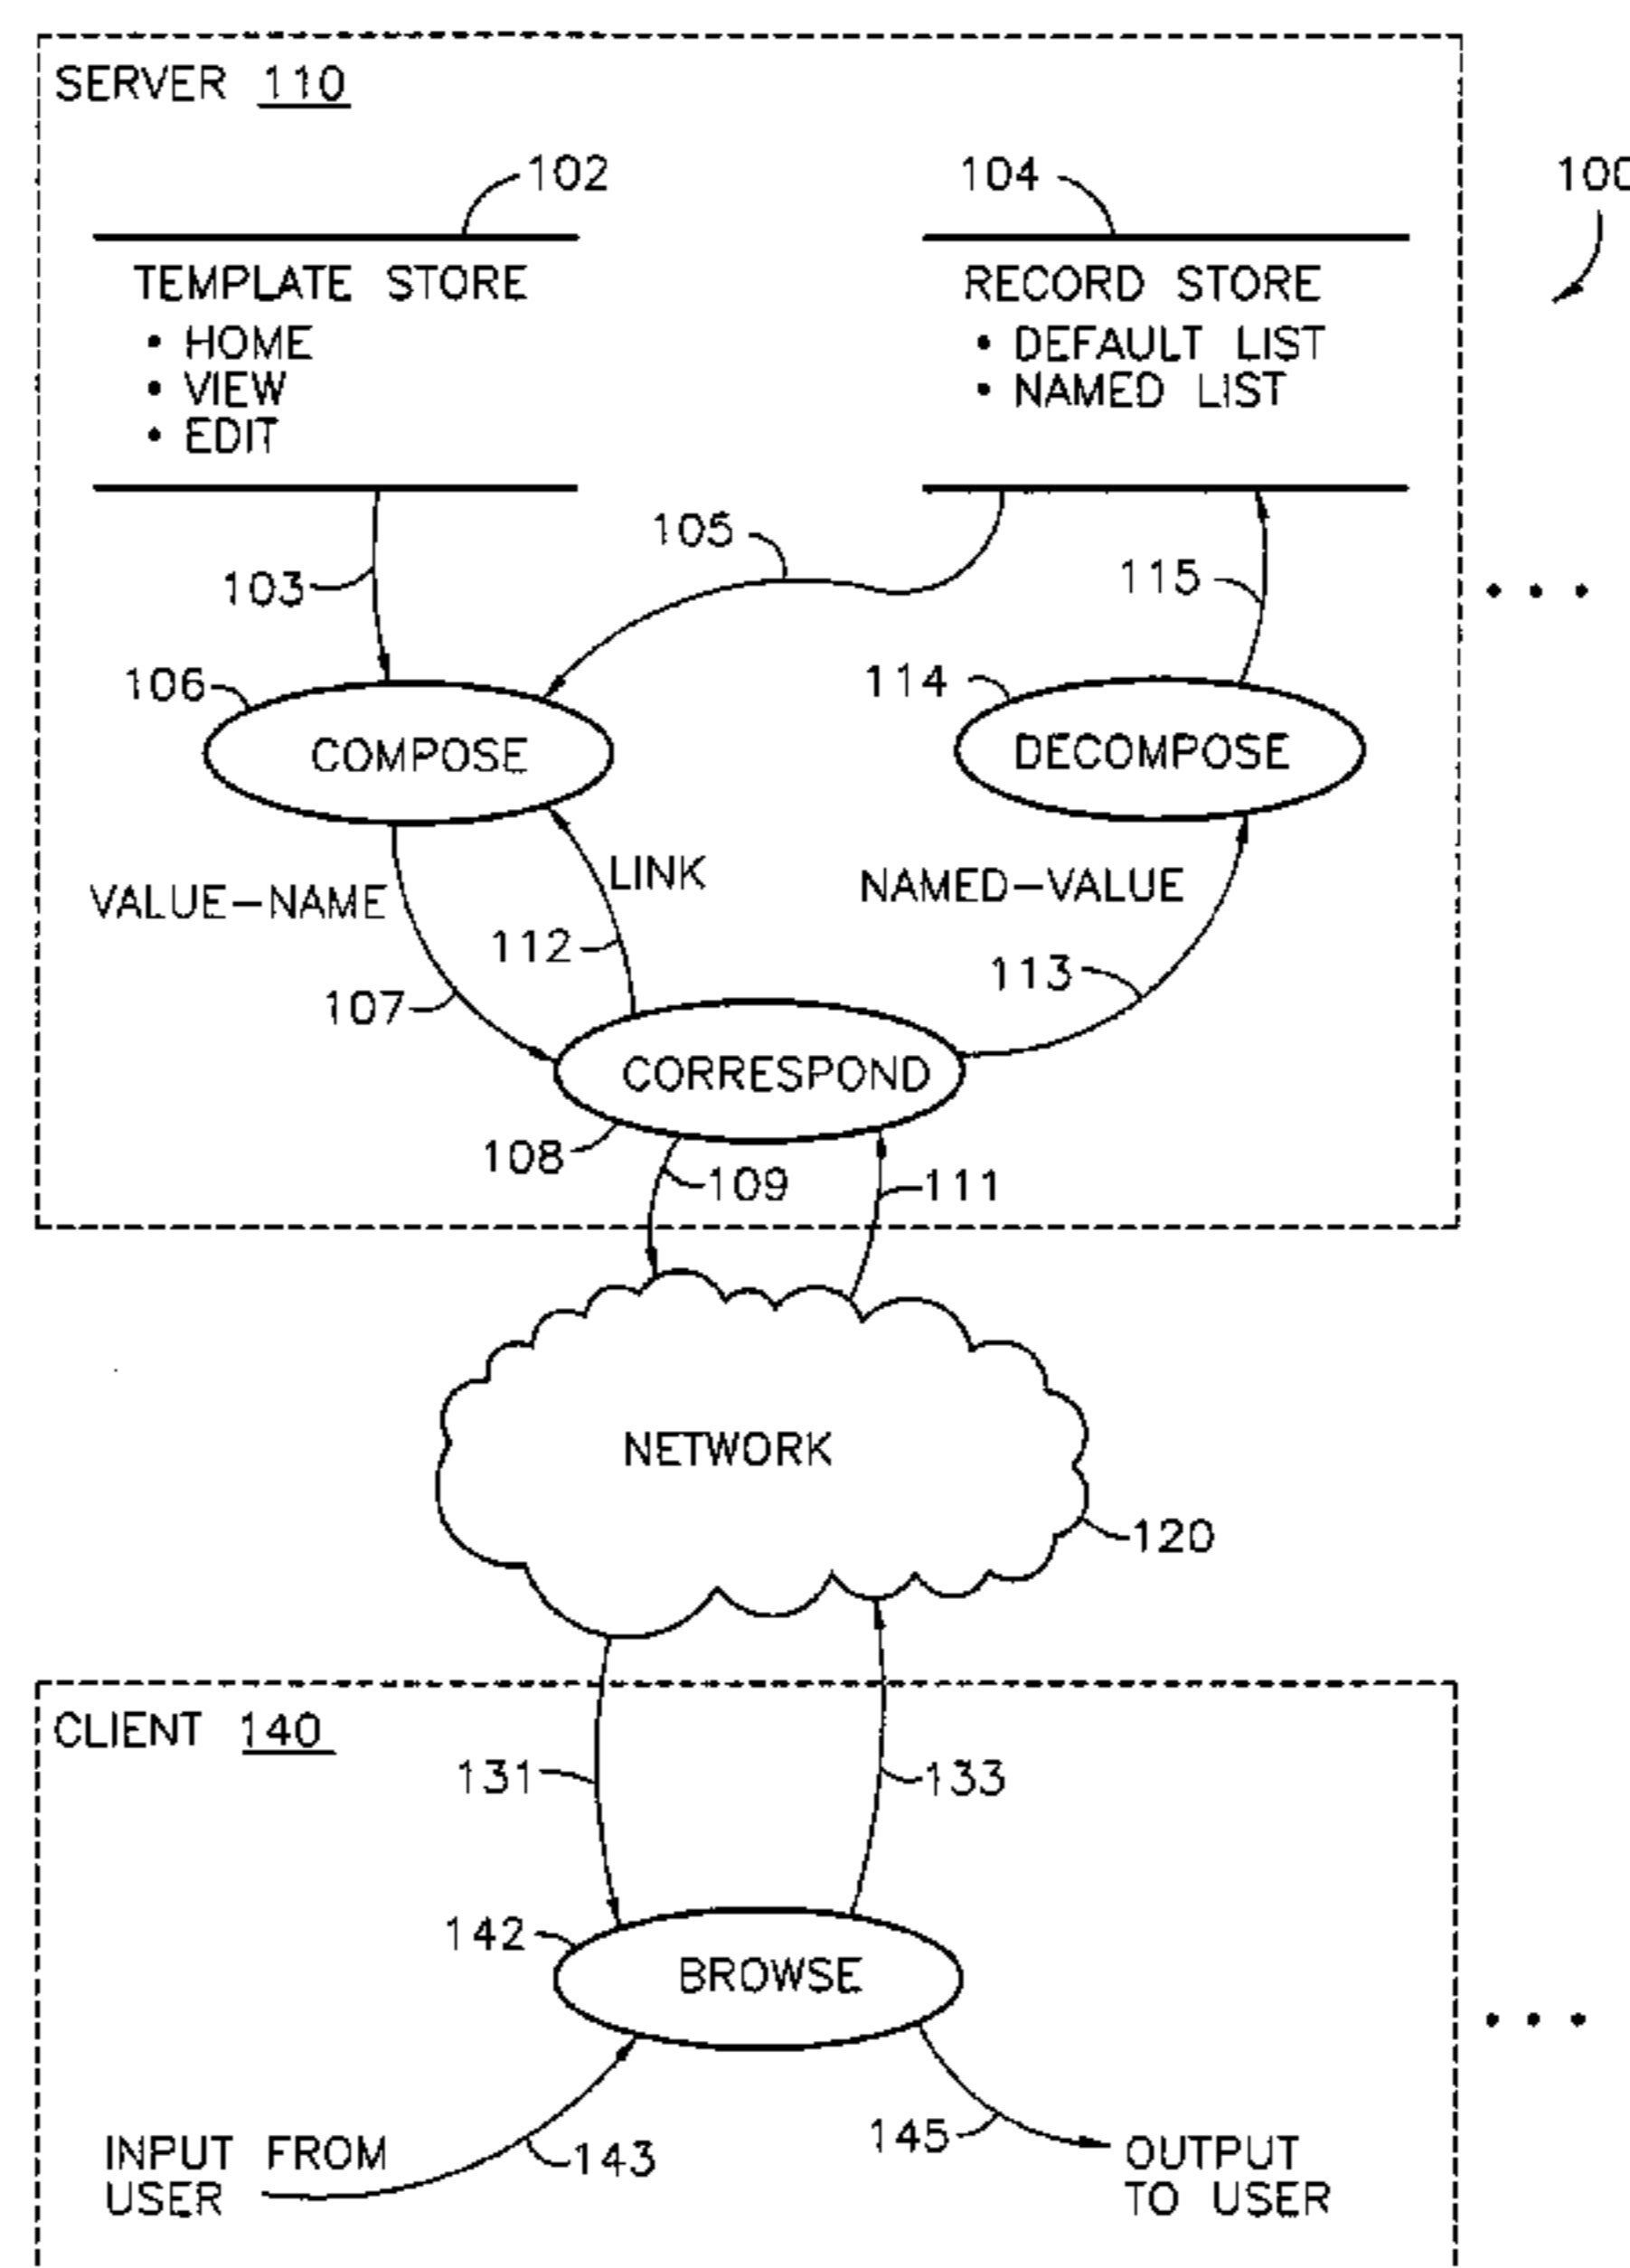 SERVER 110
102
104
100
TEMPLATE STORE
• HOME
• VIEW
• EDIT
RECORD STORE
• DEFAULT LIST
• NAMED LIST
105
103
115
• • •
106
114
COMPOSE
DECOMPOSE
LINK
VALUE-NAME
NAMED-VALUE
112
113
107
CORRESPOND
108
109
111
NETWORK
120
CLIENT 140
131
133
142
BROWSE
• • •
145
INPUT FROM
USER
143
OUTPUT
TO USER